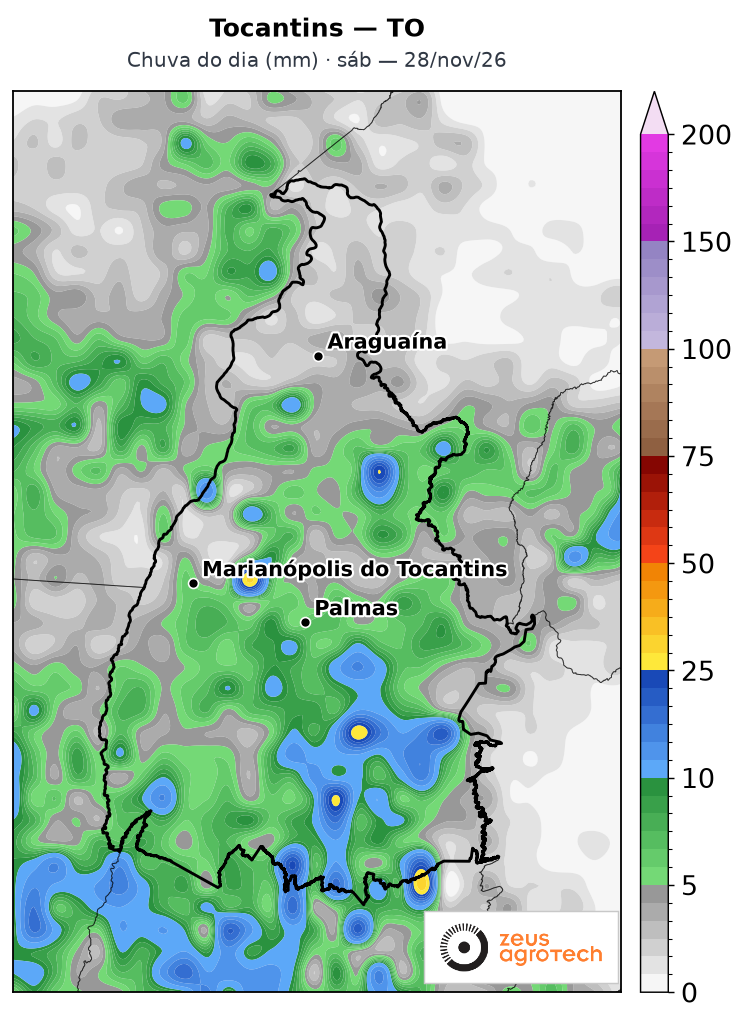 Tocantins — TO
Chuva do dia (mm) · sáb — 28/nov/26
200
150
100
75
50
25
10
5
0
Araguaína
Marianópolis do Tocantins
Palmas
zeus
agrotech